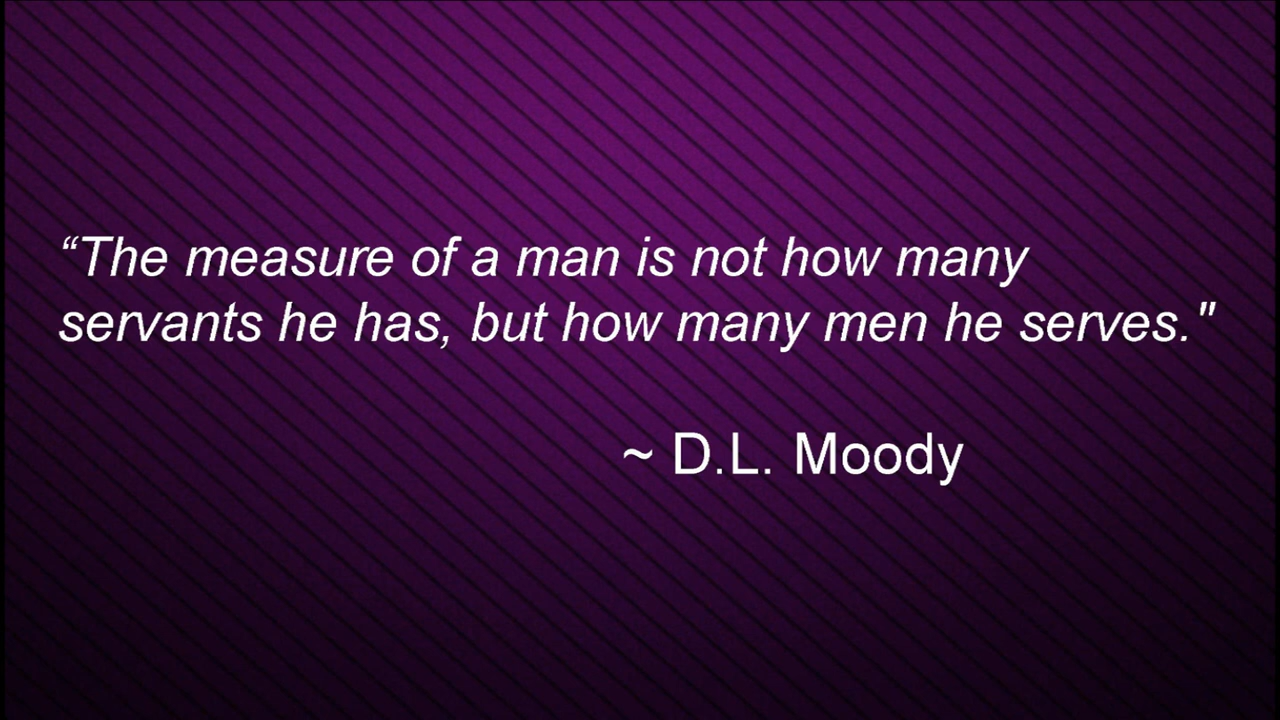 “The measure of a man is not how many
servants he has, but how many men he serves."
~ D.L. Moody